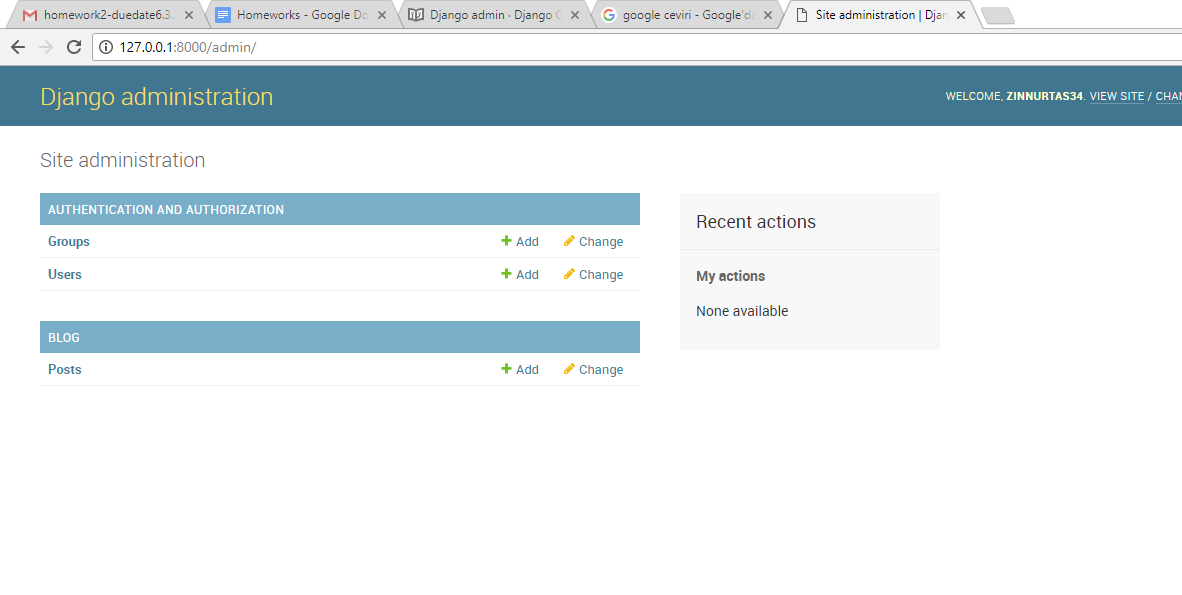 homework2-duedate6.3.
Homeworks - Google Do
Django admin · Django G
google ceviri - Google'da
Site administration | Djan
127.0.0.1:8000/admin/
Django administration
WELCOME, ZINNURTAS34. VIEW SITE / CHAN
Site administration
AUTHENTICATION AND AUTHORIZATION
Groups Add Change
Users Add Change
BLOG
Posts Add Change
Recent actions
My actions
None available